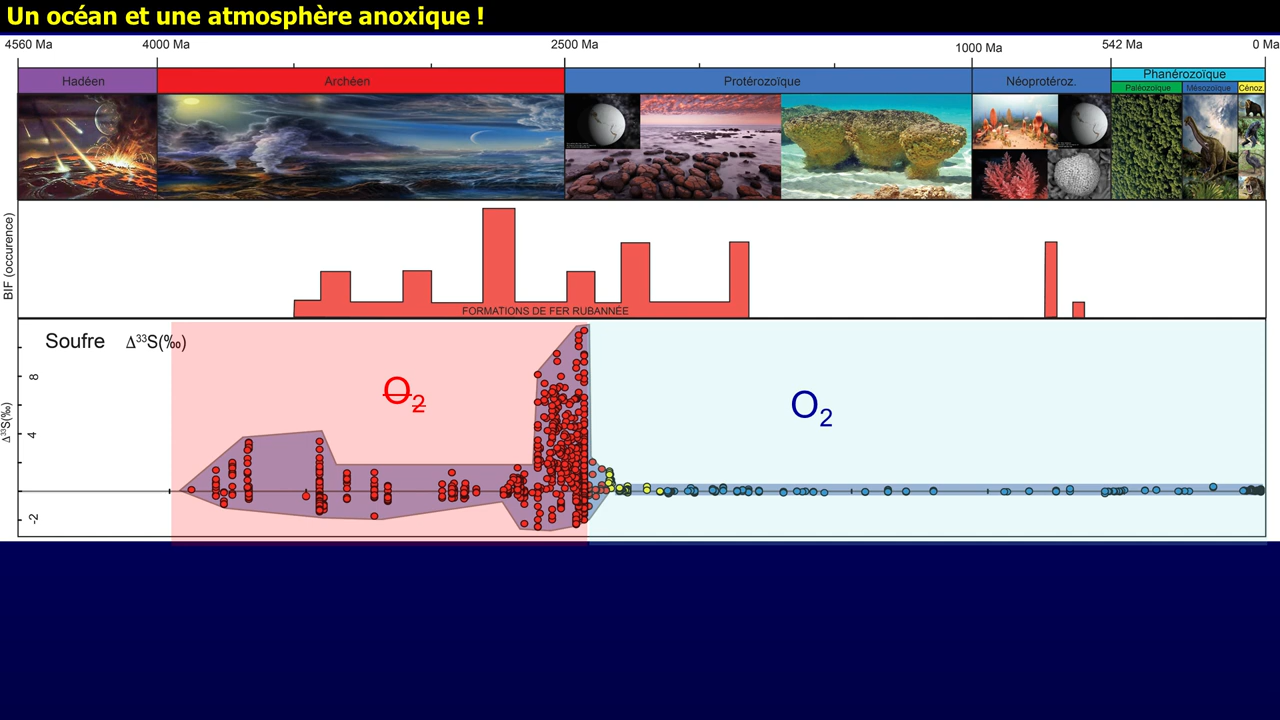 Un océan et une atmosphère anoxique !
4560 Ma 4000 Ma 2500 Ma 1000 Ma 542 Ma 0 Ma
Hadéen Archéen Protérozoïque Néoprotéroz. Phanérozoïque
Paléozoïque Mésozoïque Cénoz.
BIF (occurence)
FORMATIONS DE FER RUBANNÉE
Soufre Δ³³S(‰)
Δ³³S(‰)
8
4
-2
O₂
O₂